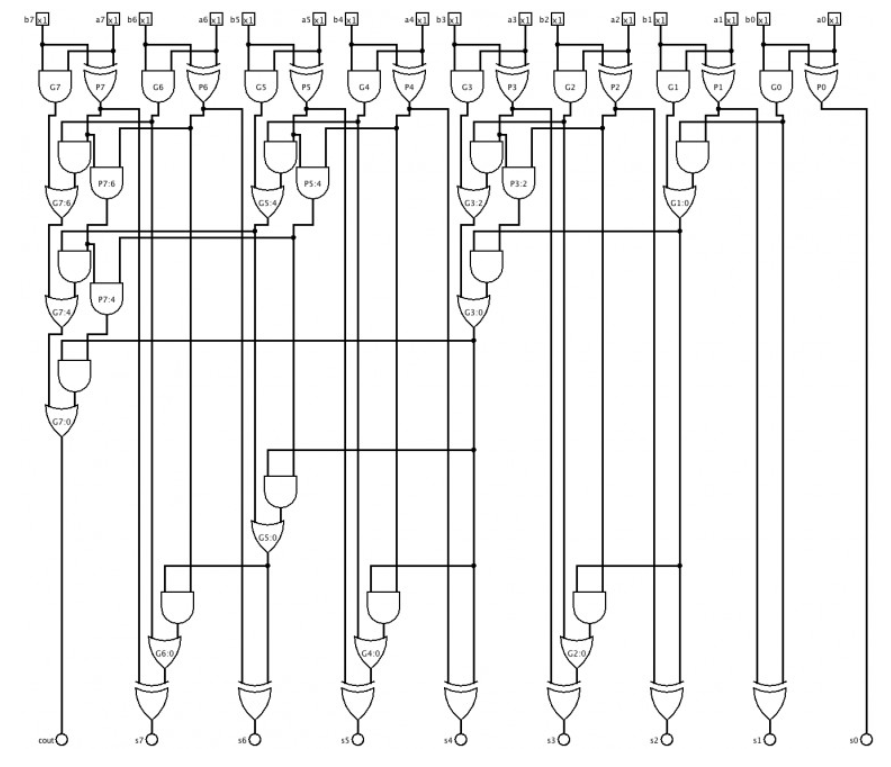 b7 x1 a7 x1 b6 x1 a6 x1 b5 x1 a5 x1 b4 x1 a4 x1 b3 x1 a3 x1 b2 x1 a2 x1 b1 x1 a1 x1 b0 x1 a0 x1
G7 P7 G6 P6 G5 P5 G4 P4 G3 P3 G2 P2 G1 P1 G0 P0
P7:6 P5:4 P3:2
G7:6 G5:4 G3:2 G1:0
P7:4
G7:4 G3:0
G7:0
G5:0
G6:0 G4:0 G2:0
cout s7 s6 s5 s4 s3 s2 s1 s0